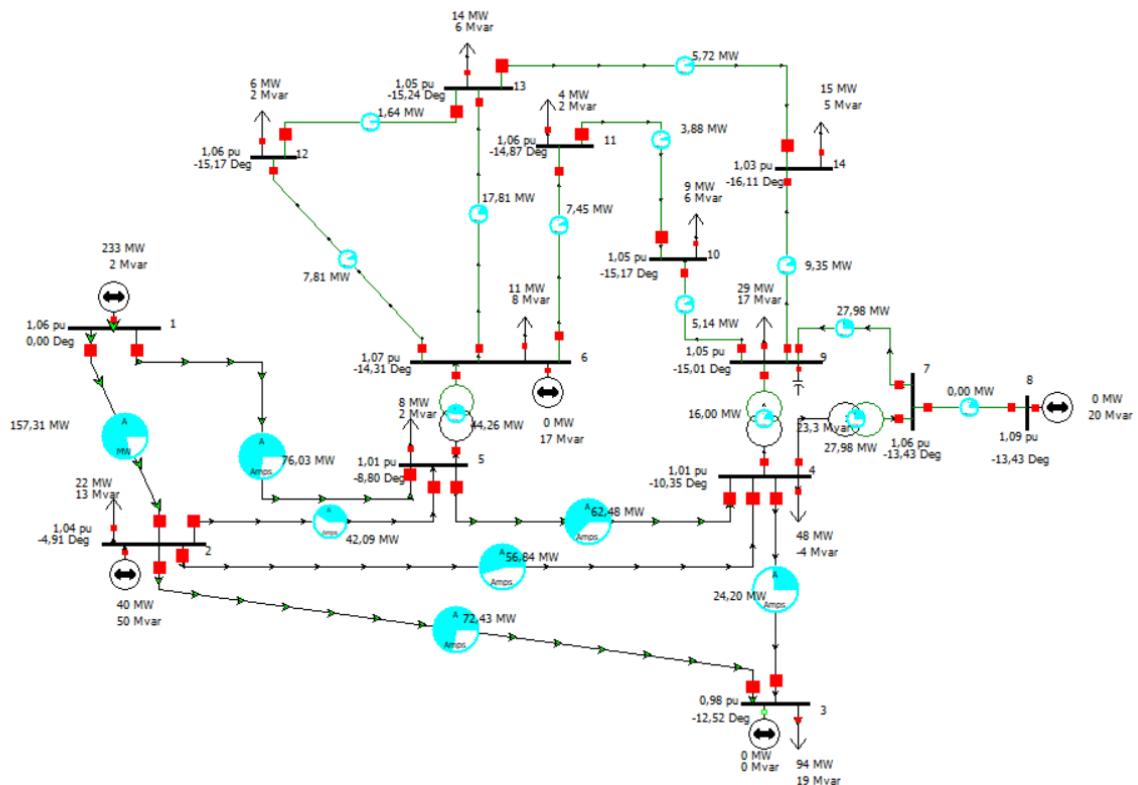 14 MW
6 Mvar
1,05 pu
-15,24 Deg
13
5,72 MW
6 MW
2 Mvar
1,64 MW
1,06 pu
-15,17 Deg
12
4 MW
2 Mvar
1,06 pu
-14,87 Deg
11
3,88 MW
15 MW
5 Mvar
1,03 pu
-16,11 Deg
14
17,81 MW
7,45 MW
9 MW
6 Mvar
1,05 pu
-15,17 Deg
10
7,81 MW
9,35 MW
233 MW
2 Mvar
1,06 pu
0,00 Deg
1
11 MW
8 Mvar
29 MW
17 Mvar
5,14 MW
27,98 MW
1,07 pu
-14,31 Deg
6
1,05 pu
-15,01 Deg
9
7
0,00 MW
8
0 MW
20 Mvar
0 MW
17 Mvar
8 MW
2 Mvar
44,26 MW
16,00 MW
23,3 Mvar
27,98 MW
1,06 pu
-13,43 Deg
1,09 pu
-13,43 Deg
157,31 MW
A
MW
A
76,03 MW
Amps
1,01 pu
-8,80 Deg
5
1,01 pu
-10,35 Deg
4
22 MW
13 Mvar
1,04 pu
-4,91 Deg
2
A
Amps
42,09 MW
A
62,48 MW
Amps
48 MW
-4 Mvar
A
56,84 MW
Amps
A
24,20 MW
Amps
40 MW
50 Mvar
A
72,43 MW
Amps
0,98 pu
-12,52 Deg
3
0 MW
0 Mvar
94 MW
19 Mvar